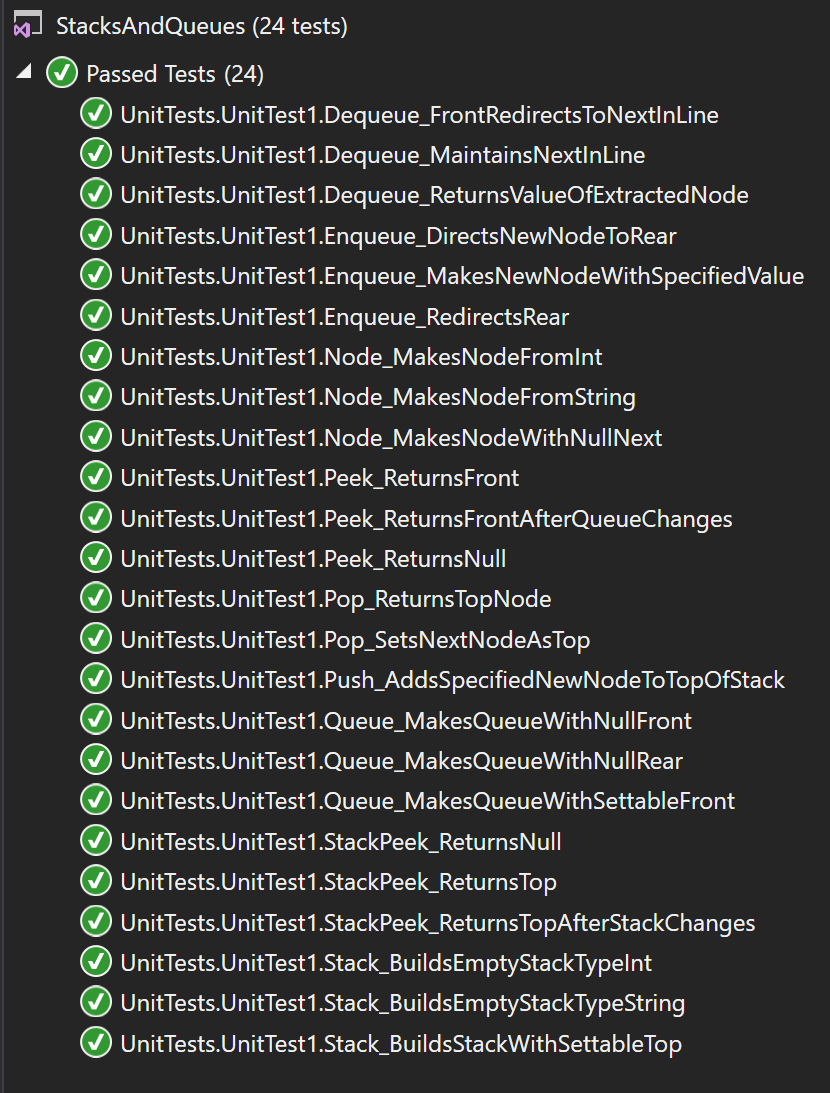 StacksAndQueues (24 tests)
Passed Tests (24)
UnitTests.UnitTest1.Dequeue_FrontRedirectsToNextInLine
UnitTests.UnitTest1.Dequeue_MaintainsNextInLine
UnitTests.UnitTest1.Dequeue_ReturnsValueOfExtractedNode
UnitTests.UnitTest1.Enqueue_DirectsNewNodeToRear
UnitTests.UnitTest1.Enqueue_MakesNewNodeWithSpecifiedValue
UnitTests.UnitTest1.Enqueue_RedirectsRear
UnitTests.UnitTest1.Node_MakesNodeFromInt
UnitTests.UnitTest1.Node_MakesNodeFromString
UnitTests.UnitTest1.Node_MakesNodeWithNullNext
UnitTests.UnitTest1.Peek_ReturnsFront
UnitTests.UnitTest1.Peek_ReturnsFrontAfterQueueChanges
UnitTests.UnitTest1.Peek_ReturnsNull
UnitTests.UnitTest1.Pop_ReturnsTopNode
UnitTests.UnitTest1.Pop_SetsNextNodeAsTop
UnitTests.UnitTest1.Push_AddsSpecifiedNewNodeToTopOfStack
UnitTests.UnitTest1.Queue_MakesQueueWithNullFront
UnitTests.UnitTest1.Queue_MakesQueueWithNullRear
UnitTests.UnitTest1.Queue_MakesQueueWithSettableFront
UnitTests.UnitTest1.StackPeek_ReturnsNull
UnitTests.UnitTest1.StackPeek_ReturnsTop
UnitTests.UnitTest1.StackPeek_ReturnsTopAfterStackChanges
UnitTests.UnitTest1.Stack_BuildsEmptyStackTypeInt
UnitTests.UnitTest1.Stack_BuildsEmptyStackTypeString
UnitTests.UnitTest1.Stack_BuildsStackWithSettableTop